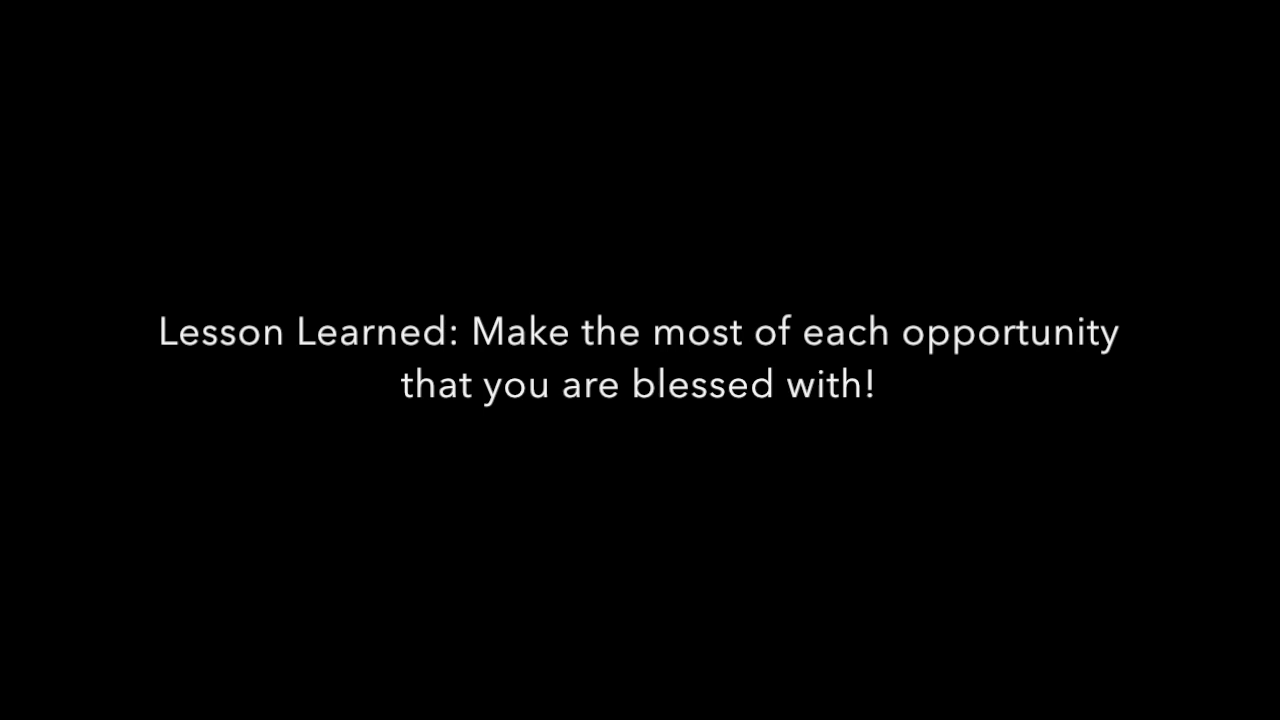 Lesson Learned: Make the most of each opportunity
that you are blessed with!